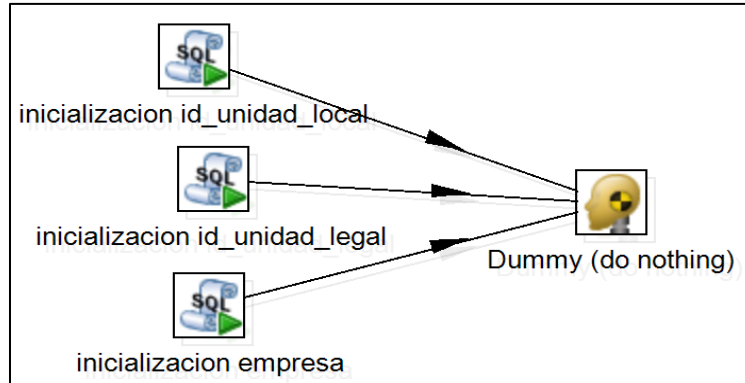 SQL
inicializacion id_unidad_local
SQL
inicializacion id_unidad_legal
Dummy (do nothing)
SQL
inicializacion empresa